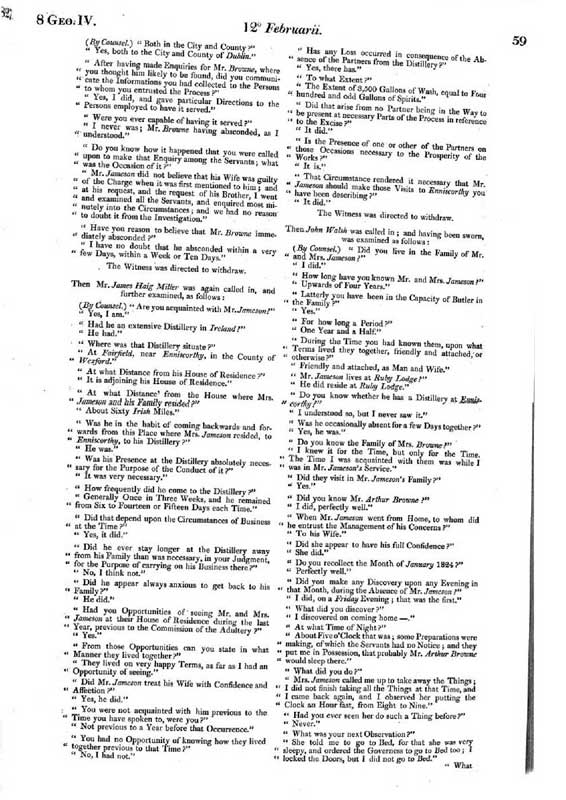 8 GEO. IV.
12° Februarii.
59
(By Counsel.) “ Both in the City and County ?”
“ Yes, both to the City and County of Dublin.”
“ After having made Enquiries for Mr. Browne, where
“ you thought him likely to be found, did you communi-
“ cate the Informations you had collected to the Persons
“ to whom you entrusted the Process ?”
“ Yes, I did, and gave particular Directions to the
“ Persons employed to have it served.”
“ Were you ever capable of having it served ?”
“ I never was; Mr. Browne having absconded, as I
“ understood.”
“ Do you know how it happened that you were called
“ upon to make that Enquiry among the Servants; what
“ was the Occasion of it ?”
“ Mr. Jameson did not believe that his Wife was guilty
“ of the Charge when it was first mentioned to him; and
“ at his request, and the request of his Brother, I went
“ and examined all the Servants, and enquired most mi-
“ nutely into the Circumstances; and we had no reason
“ to doubt it from the Investigation.”
“ Have you reason to believe that Mr. Browne imme-
“ diately absconded ?”
“ I have no doubt that he absconded within a very
“ few Days, within a Week or Ten Days.”
The Witness was directed to withdraw.
Then Mr. James Haig Miller was again called in, and
further examined, as follows :
(By Counsel.) “ Are you acquainted with Mr. Jameson?”
“ Yes, I am.”
“ Had he an extensive Distillery in Ireland?”
“ He had.”
“ Where was that Distillery situate ?”
“ At Fairfield, near Enniscorthy, in the County of
“ Wexford.”
“ At what Distance from his House of Residence ?”
“ It is adjoining his House of Residence.”
“ At what Distance from the House where Mrs.
“ Jameson and his Family resided ?”
“ About Sixty Irish Miles.”
“ Was he in the habit of coming backwards and for-
“ wards from this Place where Mrs. Jameson resided, to
“ Enniscorthy, to his Distillery ?”
“ He was.”
“ Was his Presence at the Distillery absolutely neces-
“ sary for the Purpose of the Conduct of it ?”
“ It was very necessary.”
“ How frequently did he come to the Distillery ?”
“ Generally Once in Three Weeks, and he remained
“ from Six to Fourteen or Fifteen Days each Time.”
“ Did that depend upon the Circumstances of Business
“ at the Time ?”
“ Yes, it did.”
“ Did he ever stay longer at the Distillery away
“ from his Family than was necessary, in your Judgment,
“ for the Purpose of carrying on his Business there ?”
“ No, I think not.”
“ Did he appear always anxious to get back to his
“ Family ?”
“ He did.”
“ Had you Opportunities of seeing Mr. and Mrs.
“ Jameson at their House of Residence during the last
“ Year, previous to the Commission of the Adultery ?”
“ Yes.”
“ From those Opportunities can you state in what
“ Manner they lived together ?”
“ They lived on very happy Terms, as far as I had an
“ Opportunity of seeing.”
“ Did Mr. Jameson treat his Wife with Confidence and
“ Affection ?”
“ Yes, he did.”
“ You were not acquainted with him previous to the
“ Time you have spoken to, were you ?”
“ Not previous to a Year before that Occurrence.”
“ You had no Opportunity of knowing how they lived
“ together previous to that Time ?”
“ No, I had not.”
“ Has any Loss occurred in consequence of the Ab-
“ sence of the Partners from the Distillery ?”
“ Yes, there has.”
“ To what Extent ?”
“ The Extent of 3,500 Gallons of Wash, equal to Four
“ hundred and odd Gallons of Spirits.”
“ Did that arise from no Partner being in the Way to
“ be present at necessary Parts of the Process in reference
“ to the Excise ?”
“ It did.”
“ Is the Presence of one or other of the Partners on
“ those Occasions necessary to the Prosperity of the
“ Works ?”
“ It is.”
“ That Circumstance rendered it necessary that Mr.
“ Jameson should make those Visits to Enniscorthy you
“ have been describing ?”
“ It did.”
The Witness was directed to withdraw.
Then John Walsh was called in ; and having been sworn,
was examined as follows :
(By Counsel.) “ Did you live in the Family of Mr.
“ and Mrs. Jameson ?”
“ I did.”
“ How long have you known Mr. and Mrs. Jameson ?”
“ Upwards of Four Years.”
“ Latterly you have been in the Capacity of Butler in
“ the Family ?”
“ Yes.”
“ For how long a Period ?”
“ One Year and a Half.”
“ During the Time you had known them, upon what
“ Terms lived they together, friendly and attached, or
“ otherwise ?”
“ Friendly and attached, as Man and Wife.”
“ Mr. Jameson lives at Ruby Lodge?”
“ He did reside at Ruby Lodge.”
“ Do you know whether he has a Distillery at Ennis-
“ corthy ?”
“ I understood so, but I never saw it.”
“ Was he occasionally absent for a few Days together ?”
“ Yes, he was.”
“ Do you know the Family of Mrs. Browne?”
“ I knew it for the Time, but only for the Time.
“ The Time I was acquainted with them was while I
“ was in Mr. Jameson's Service.”
“ Did they visit in Mr. Jameson's Family ?”
“ Yes.”
“ Did you know Mr. Arthur Browne ?”
“ I did, perfectly well.”
“ When Mr. Jameson went from Home, to whom did
“ he entrust the Management of his Concerns ?”
“ To his Wife.”
“ Did she appear to have his full Confidence ?”
“ She did.”
“ Do you recollect the Month of January 1824 ?”
“ Perfectly well.”
“ Did you make any Discovery upon any Evening in
“ that Month, during the Absence of Mr. Jameson ?”
“ I did, on a Friday Evening ; that was the first.”
“ What did you discover ?”
“ I discovered on coming home —.”
“ At what Time of Night ?”
“ About Five o'Clock that was; some Preparations were
“ making, of which the Servants had no Notice ; and they
“ put me in Possession, that probably Mr. Arthur Browne
“ would sleep there.”
“ What did you do ?”
“ Mrs. Jameson called me up to take away the Things;
“ I did not finish taking all the Things at that Time, and
“ I came back again, and I observed her putting the
“ Clock an Hour fast, from Eight to Nine.”
“ Had you ever seen her do such a Thing before ?”
“ Never.”
“ What was your next Observation ?”
“ She told me to go to Bed, for that she was very
“ sleepy, and ordered the Governess to go to Bed too ; I
“ locked the Doors, but I did not go to Bed.”
“ What